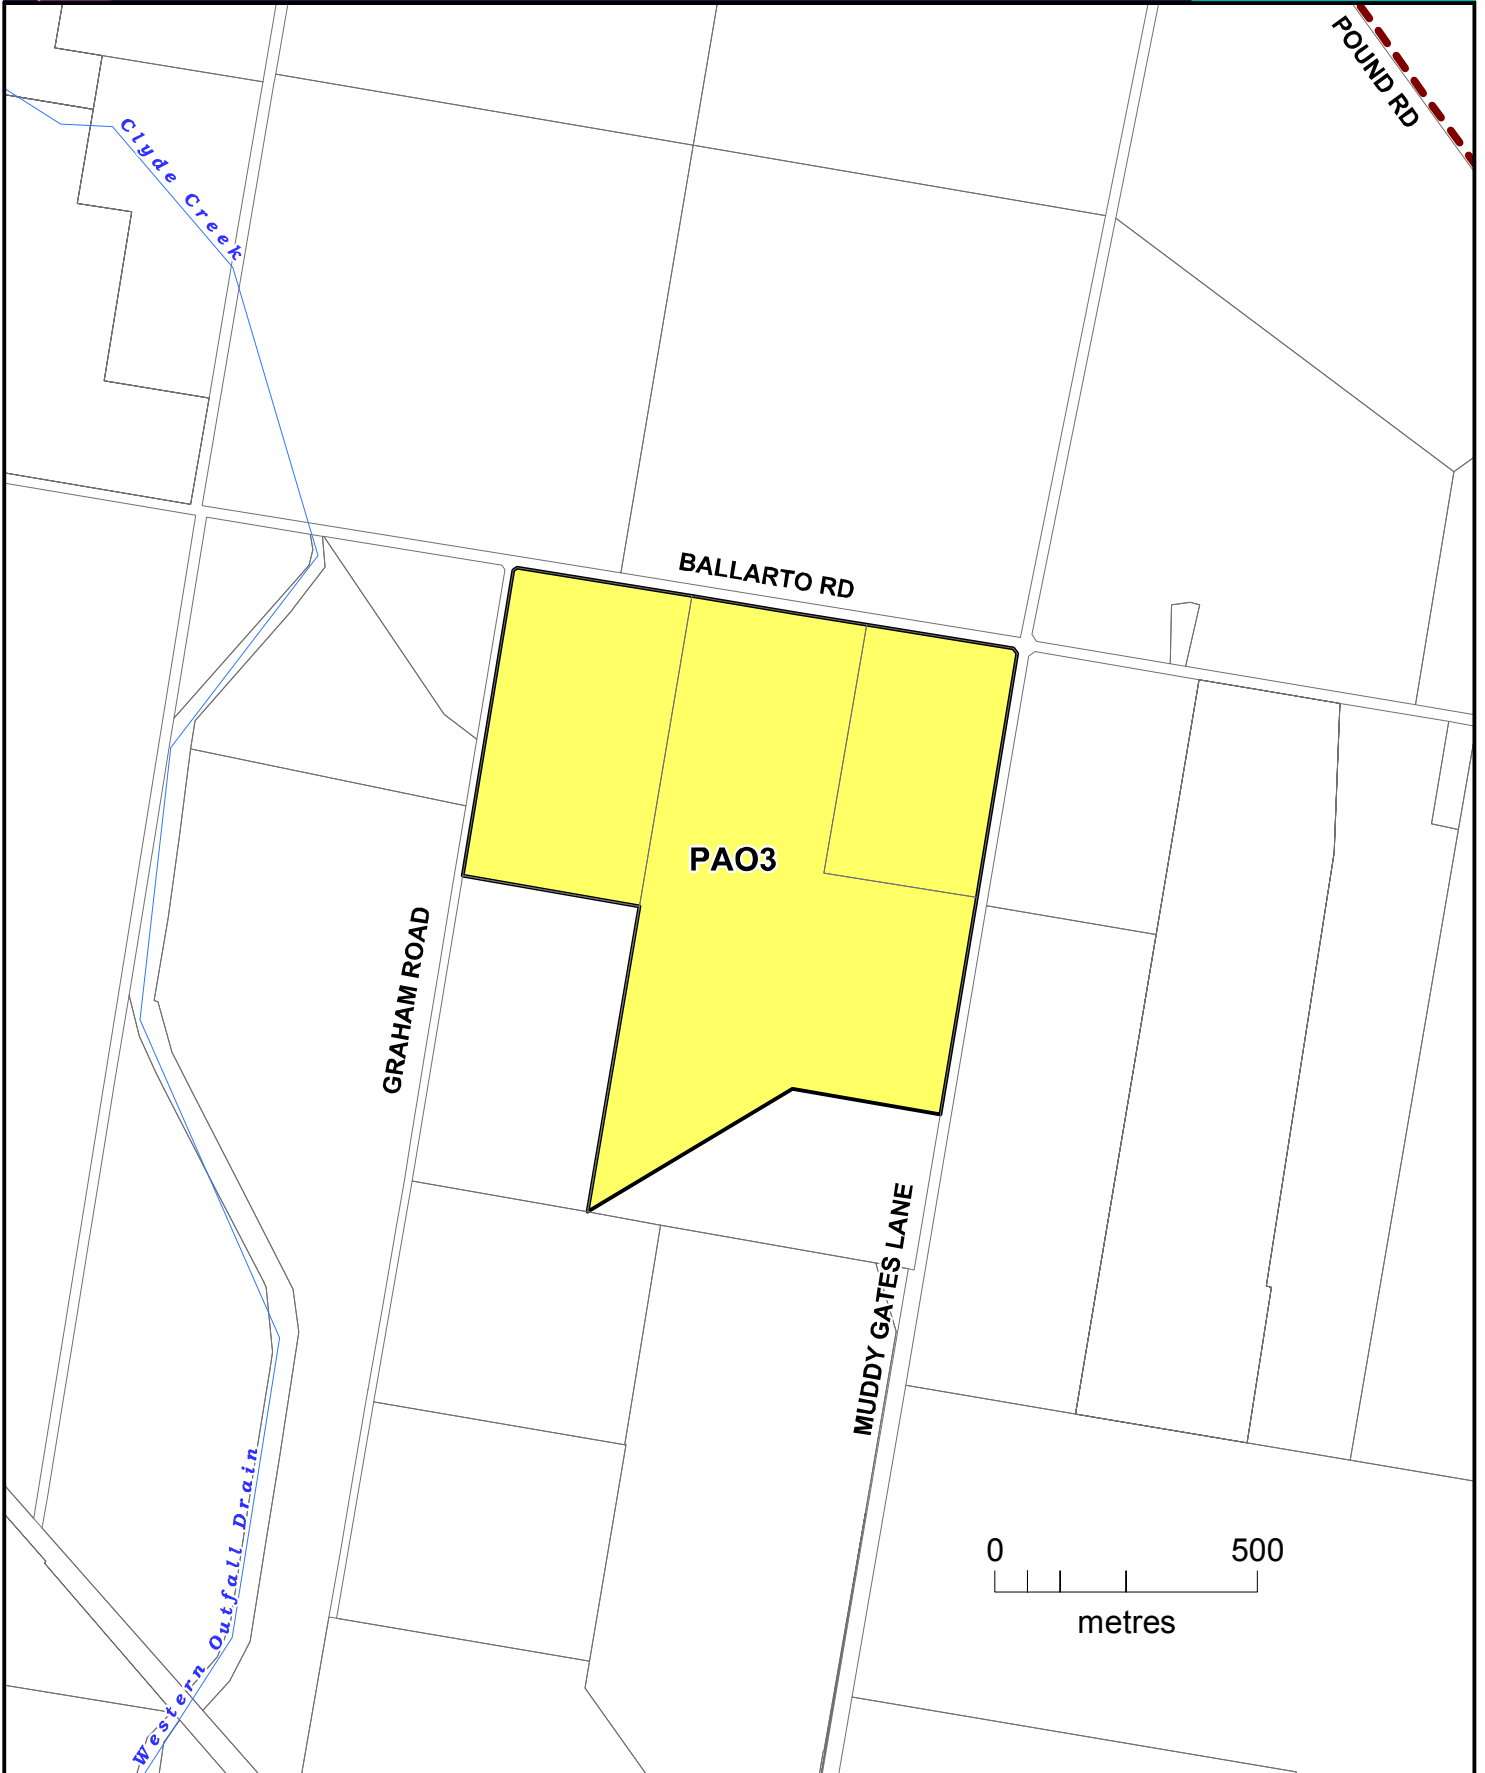 POUND RD
Clyde Creek
BALLARTO RD
PAO3
GRAHAM ROAD
MUDDY GATES LANE
Western Outfall Drain
0 500
metres